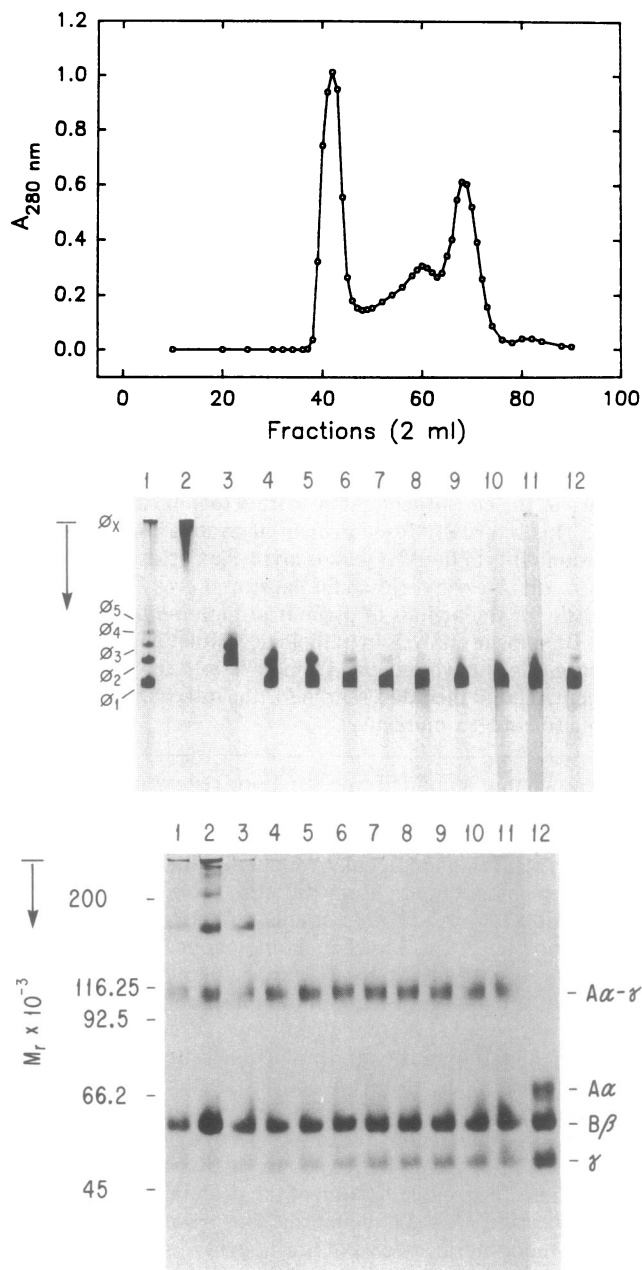 1.2
1.0
0.8
0.6
0.4
0.2
0.0
A280 nm
0 20 40 60 80 100
Fractions (2 ml)
1 2 3 4 5 6 7 8 9 10 11 12
ØX
Ø5
Ø4
Ø3
Ø2
Ø1
1 2 3 4 5 6 7 8 9 10 11 12
Mr x 10⁻³
200
116.25
92.5
66.2
45
Aα-γ
Aα
Bβ
γ